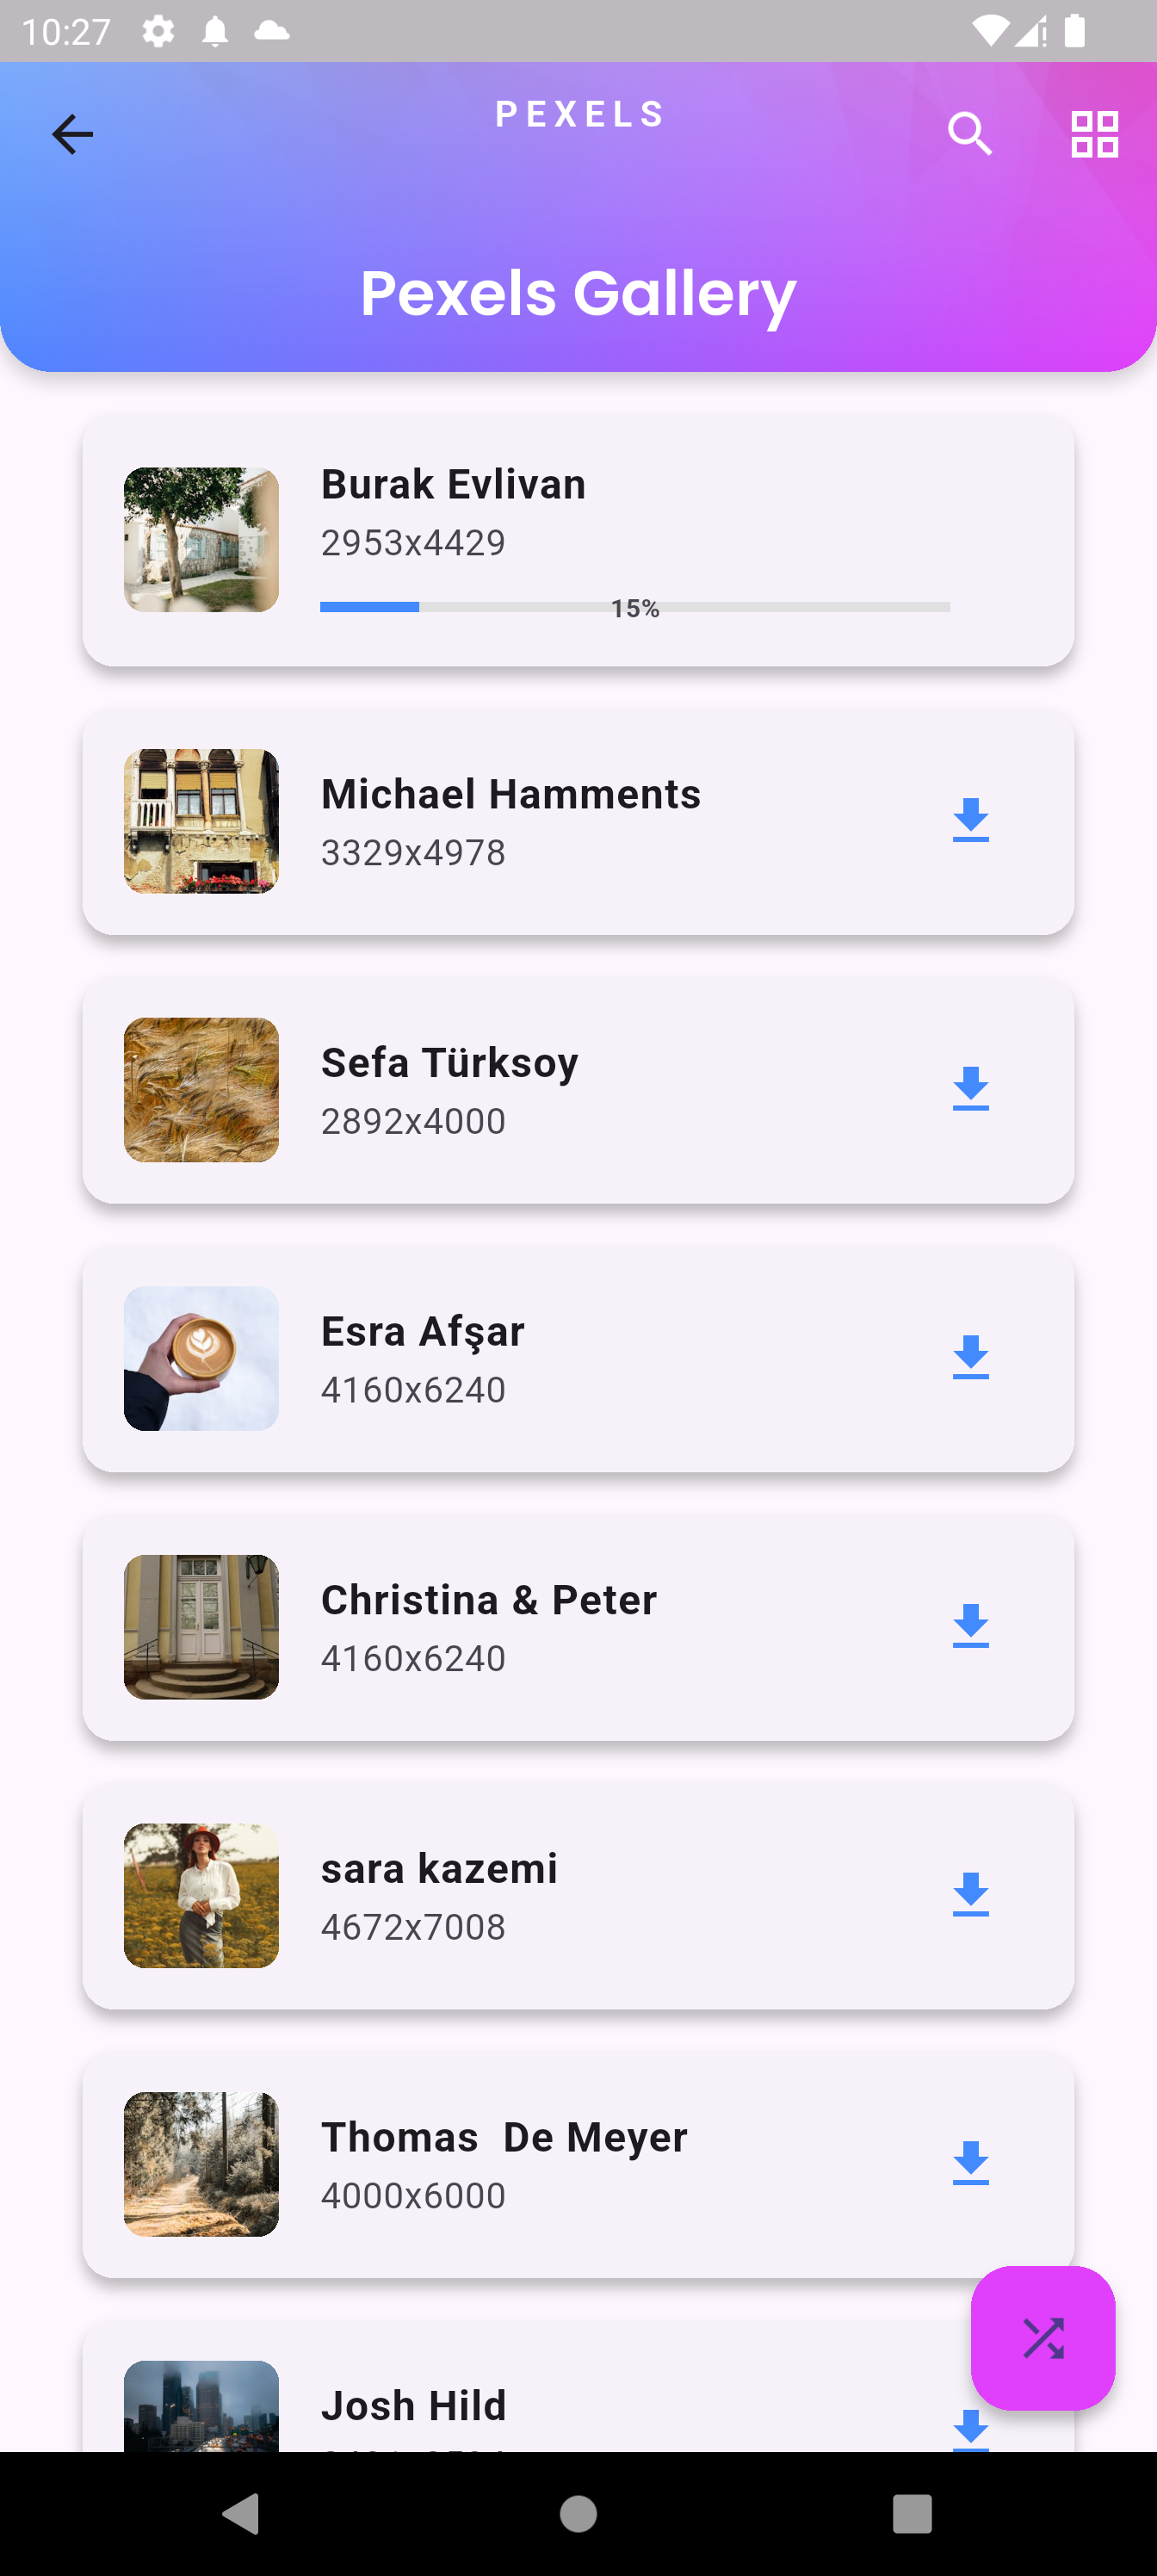 10:27
PEXELS
Pexels Gallery
Burak Evlivan
2953x4429
15%
Michael Hamments
3329x4978
Sefa Türksoy
2892x4000
Esra Afşar
4160x6240
Christina & Peter
4160x6240
sara kazemi
4672x7008
Thomas  De Meyer
4000x6000
Josh Hild